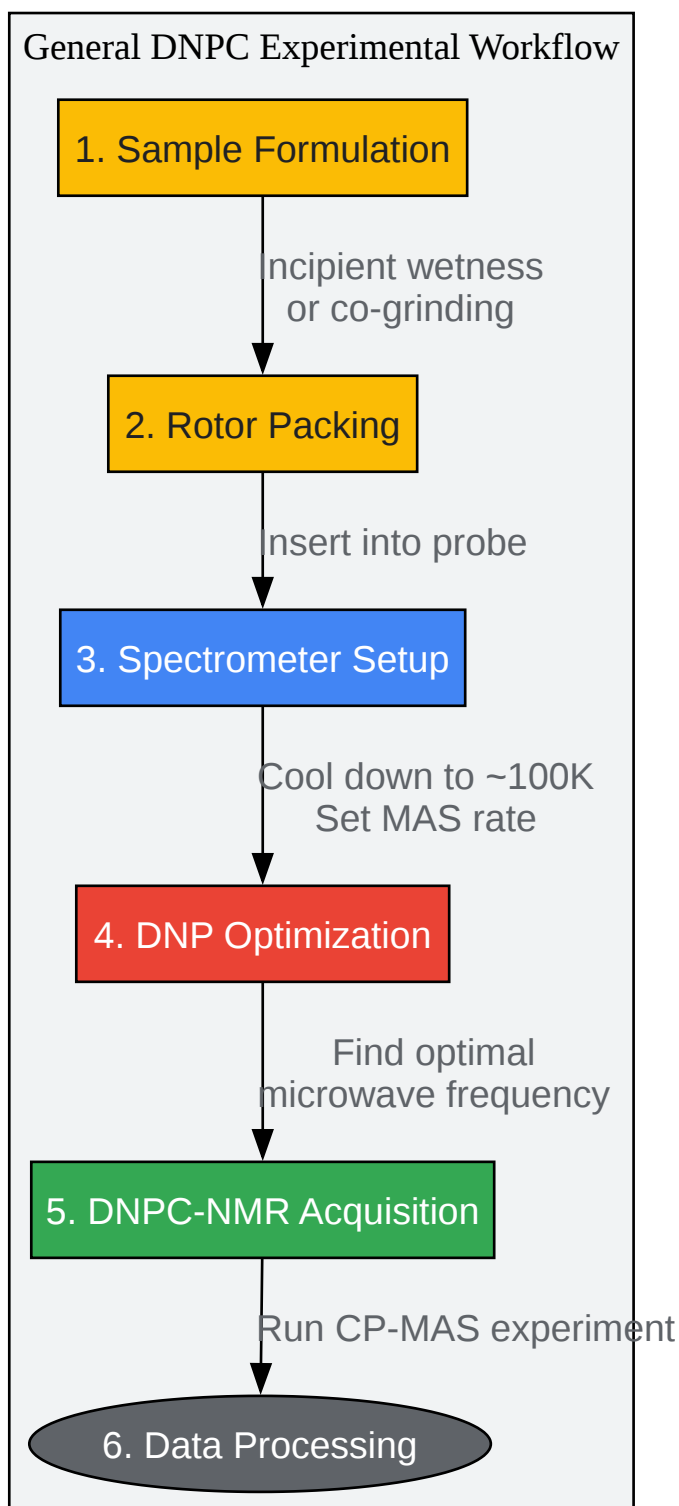 General DNPC Experimental Workflow
1. Sample Formulation
Incipient wetness
or co-grinding
2. Rotor Packing
Insert into probe
3. Spectrometer Setup
Cool down to ~100K
Set MAS rate
4. DNP Optimization
Find optimal
microwave frequency
5. DNPC-NMR Acquisition
Run CP-MAS experiment
6. Data Processing